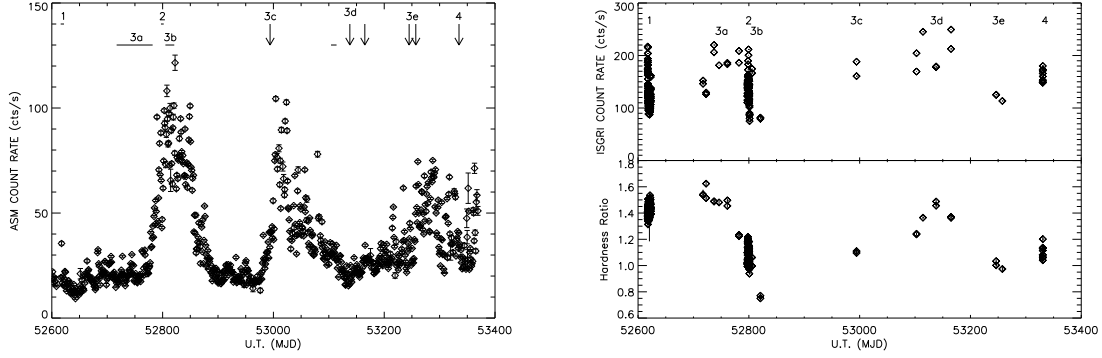 1 2 3c 3d 3e 4
3a 3b
150
100
50
0
ASM COUNT RATE (cts/s)
52600 52800 53000 53200 53400
U.T. (MJD)
1 2 3c 3d 3e 4
3a 3b
300
200
100
0
ISGRI COUNT RATE (cts/s)
1.8
1.6
1.4
1.2
1.0
0.8
0.6
Hardness Ratio
52600 52800 53000 53200 53400
U.T. (MJD)